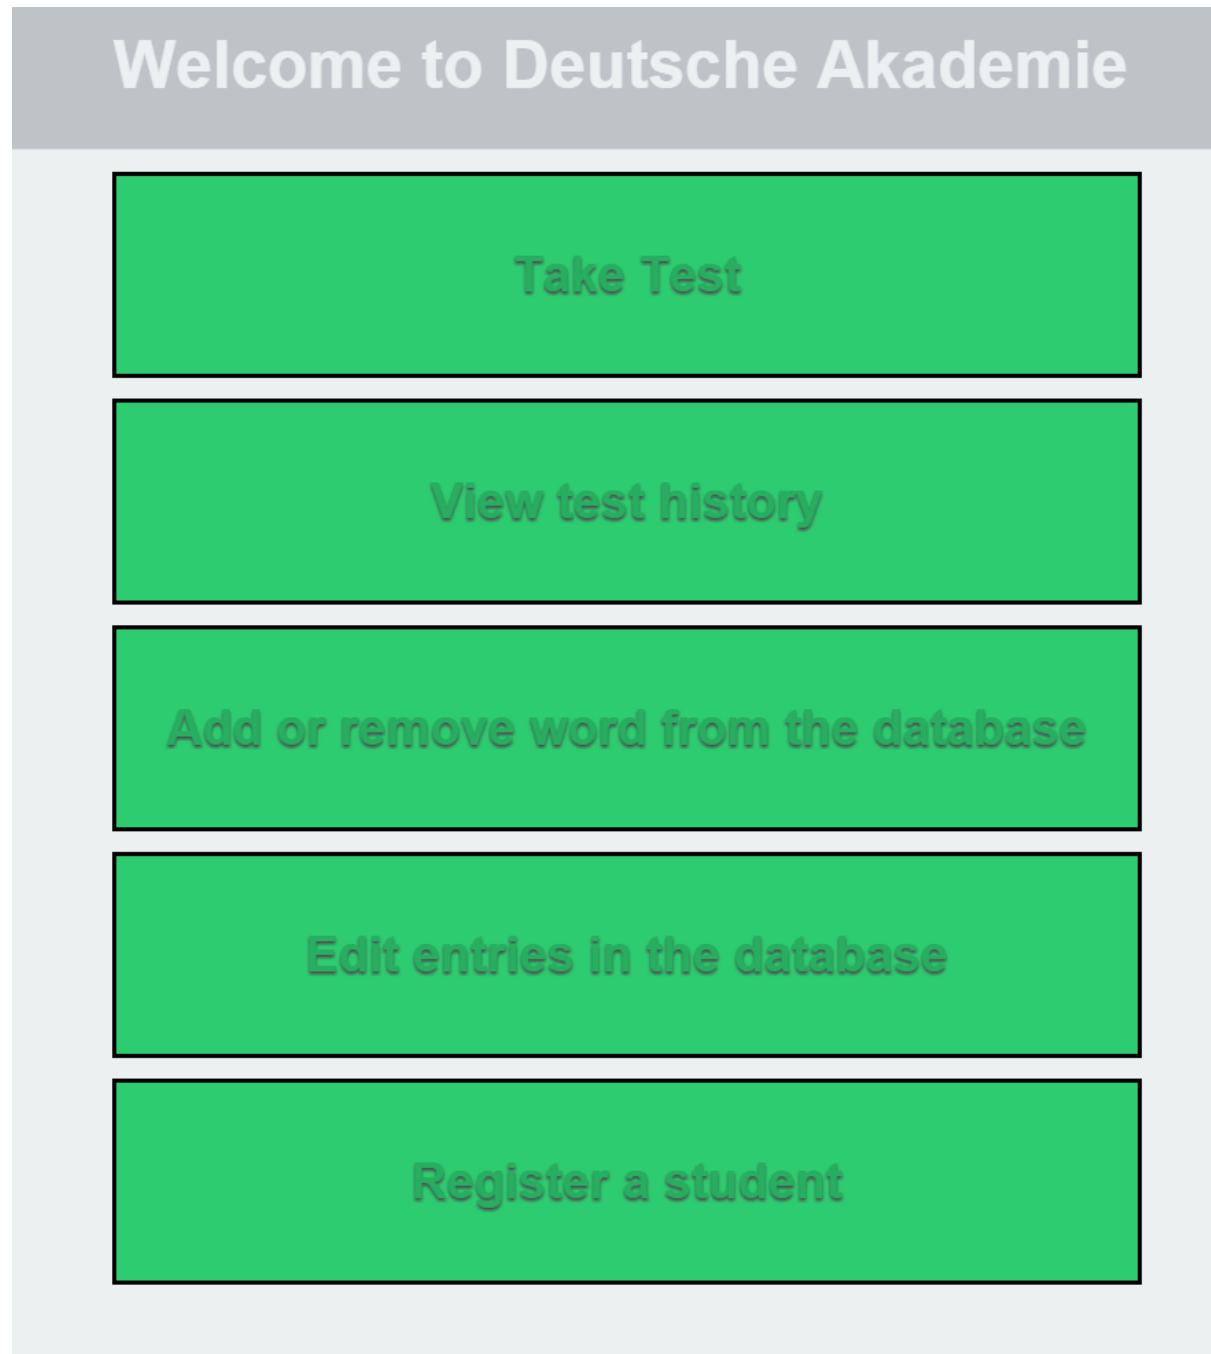 Welcome to Deutsche Akademie
Take Test
View test history
Add or remove word from the database
Edit entries in the database
Register a student